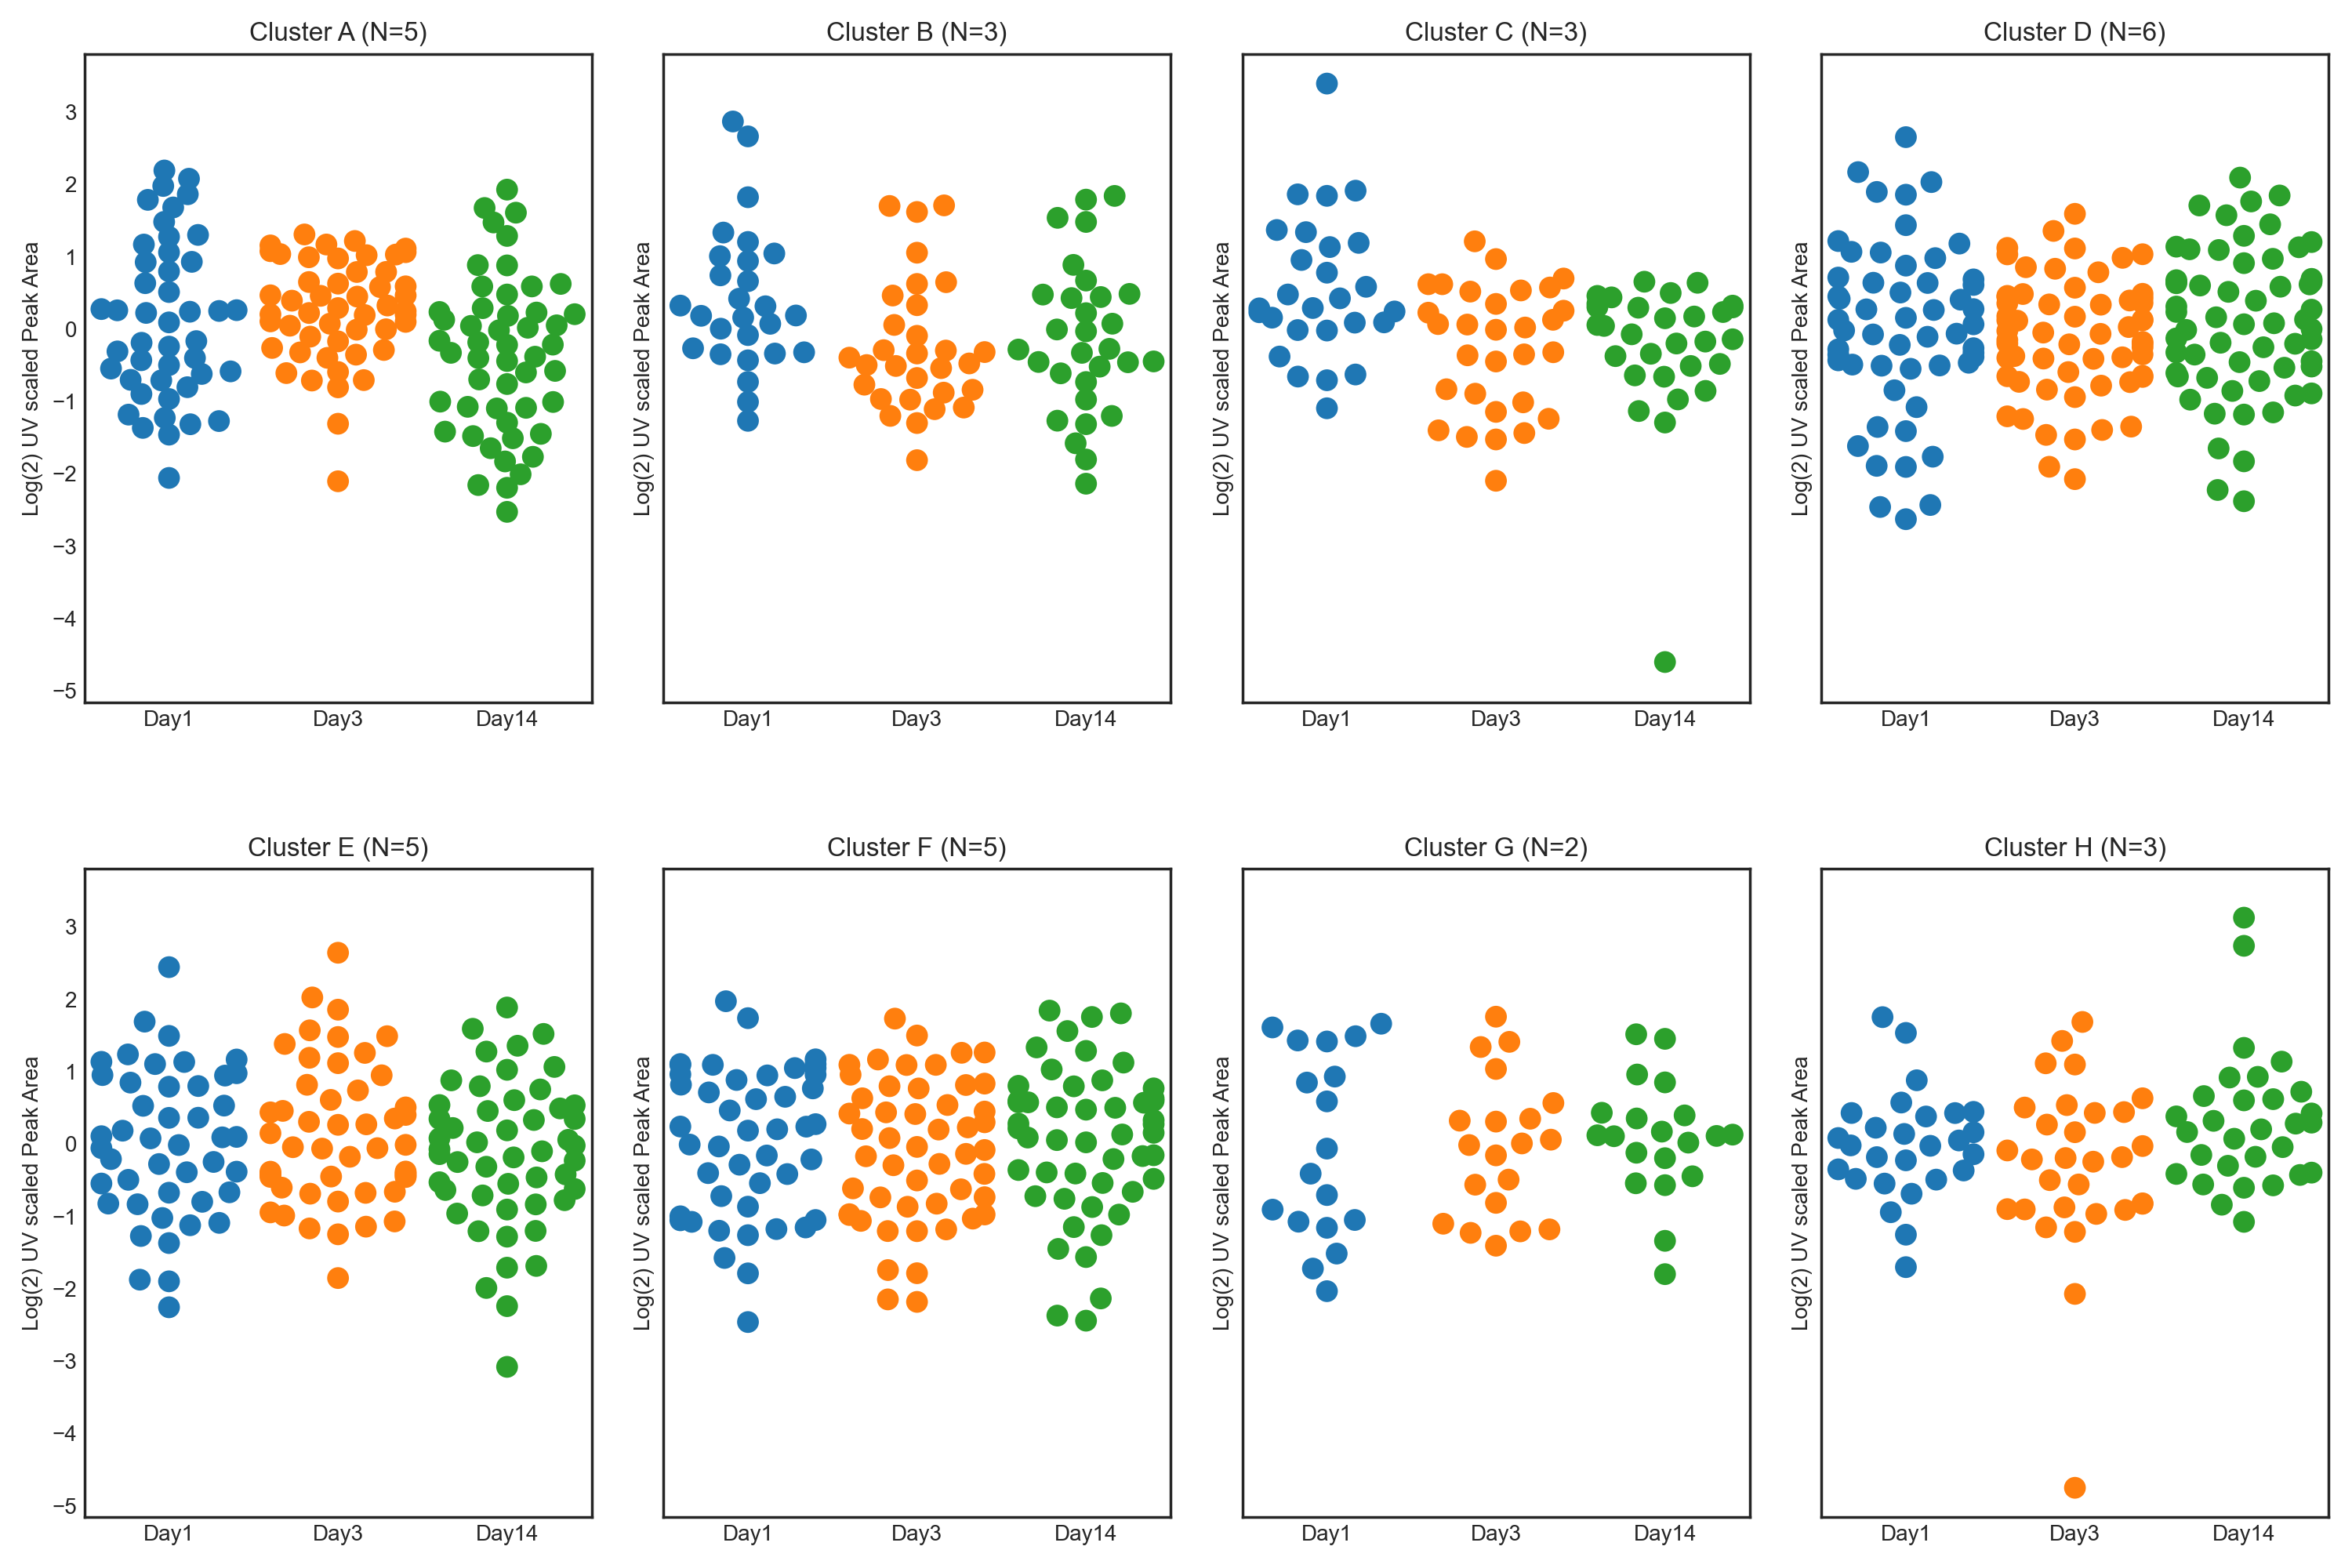 Cluster A (N=5)
Cluster B (N=3)
Cluster C (N=3)
Cluster D (N=6)
Log(2) UV scaled Peak Area
3
2
1
0
−1
−2
−3
−4
−5
Day1 Day3 Day14
Log(2) UV scaled Peak Area
Day1 Day3 Day14
Log(2) UV scaled Peak Area
Day1 Day3 Day14
Log(2) UV scaled Peak Area
Day1 Day3 Day14
Cluster E (N=5)
Cluster F (N=5)
Cluster G (N=2)
Cluster H (N=3)
Log(2) UV scaled Peak Area
3
2
1
0
−1
−2
−3
−4
−5
Day1 Day3 Day14
Log(2) UV scaled Peak Area
Day1 Day3 Day14
Log(2) UV scaled Peak Area
Day1 Day3 Day14
Log(2) UV scaled Peak Area
Day1 Day3 Day14